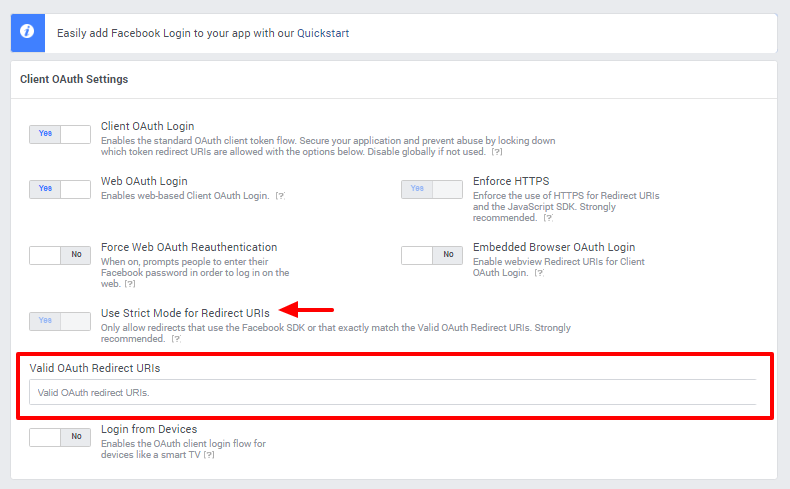 Easily add Facebook Login to your app with our Quickstart
Client OAuth Settings
Yes
Client OAuth Login
Enables the standard OAuth client token flow. Secure your application and prevent abuse by locking down
which token redirect URIs are allowed with the options below. Disable globally if not used. [?]
Yes
Web OAuth Login
Enables web-based Client OAuth Login. [?]
Yes
Enforce HTTPS
Enforce the use of HTTPS for Redirect URIs
and the JavaScript SDK. Strongly
recommended. [?]
No
Force Web OAuth Reauthentication
When on, prompts people to enter their
Facebook password in order to log in on the
web. [?]
No
Embedded Browser OAuth Login
Enable webview Redirect URIs for Client
OAuth Login. [?]
Yes
Use Strict Mode for Redirect URIs
Only allow redirects that use the Facebook SDK or that exactly match the Valid OAuth Redirect URIs. Strongly
recommended. [?]
Valid OAuth Redirect URIs
Valid OAuth redirect URIs.
No
Login from Devices
Enables the OAuth client login flow for
devices like a smart TV [?]